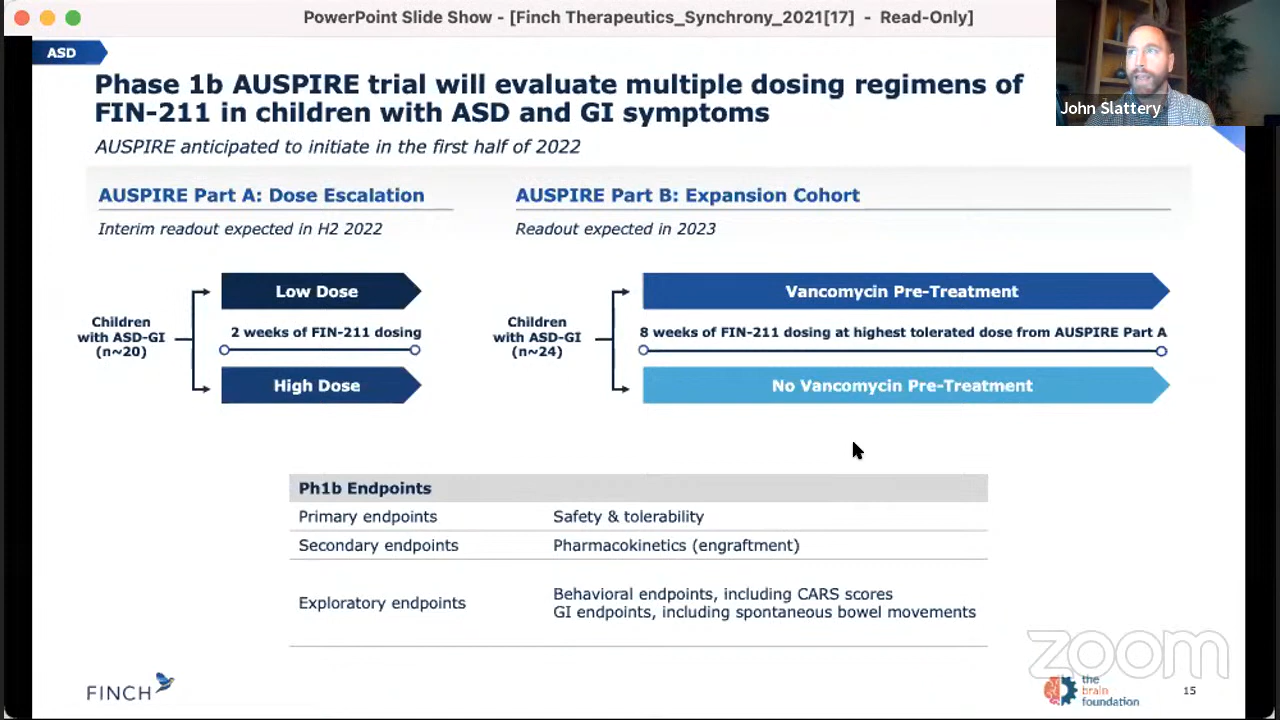 PowerPoint Slide Show - [Finch Therapeutics_Synchrony_2021[17] - Read-Only]
John Slattery
ASD
Phase 1b AUSPIRE trial will evaluate multiple dosing regimens of
FIN-211 in children with ASD and GI symptoms
AUSPIRE anticipated to initiate in the first half of 2022
AUSPIRE Part A: Dose Escalation
Interim readout expected in H2 2022
Children
with ASD-GI
(n~20)
Low Dose
2 weeks of FIN-211 dosing
High Dose
AUSPIRE Part B: Expansion Cohort
Readout expected in 2023
Children
with ASD-GI
(n~24)
Vancomycin Pre-Treatment
8 weeks of FIN-211 dosing at highest tolerated dose from AUSPIRE Part A
No Vancomycin Pre-Treatment
Ph1b Endpoints
Primary endpoints Safety & tolerability
Secondary endpoints Pharmacokinetics (engraftment)
Exploratory endpoints Behavioral endpoints, including CARS scores
GI endpoints, including spontaneous bowel movements
zoom
FINCH
the
brain
foundation
15